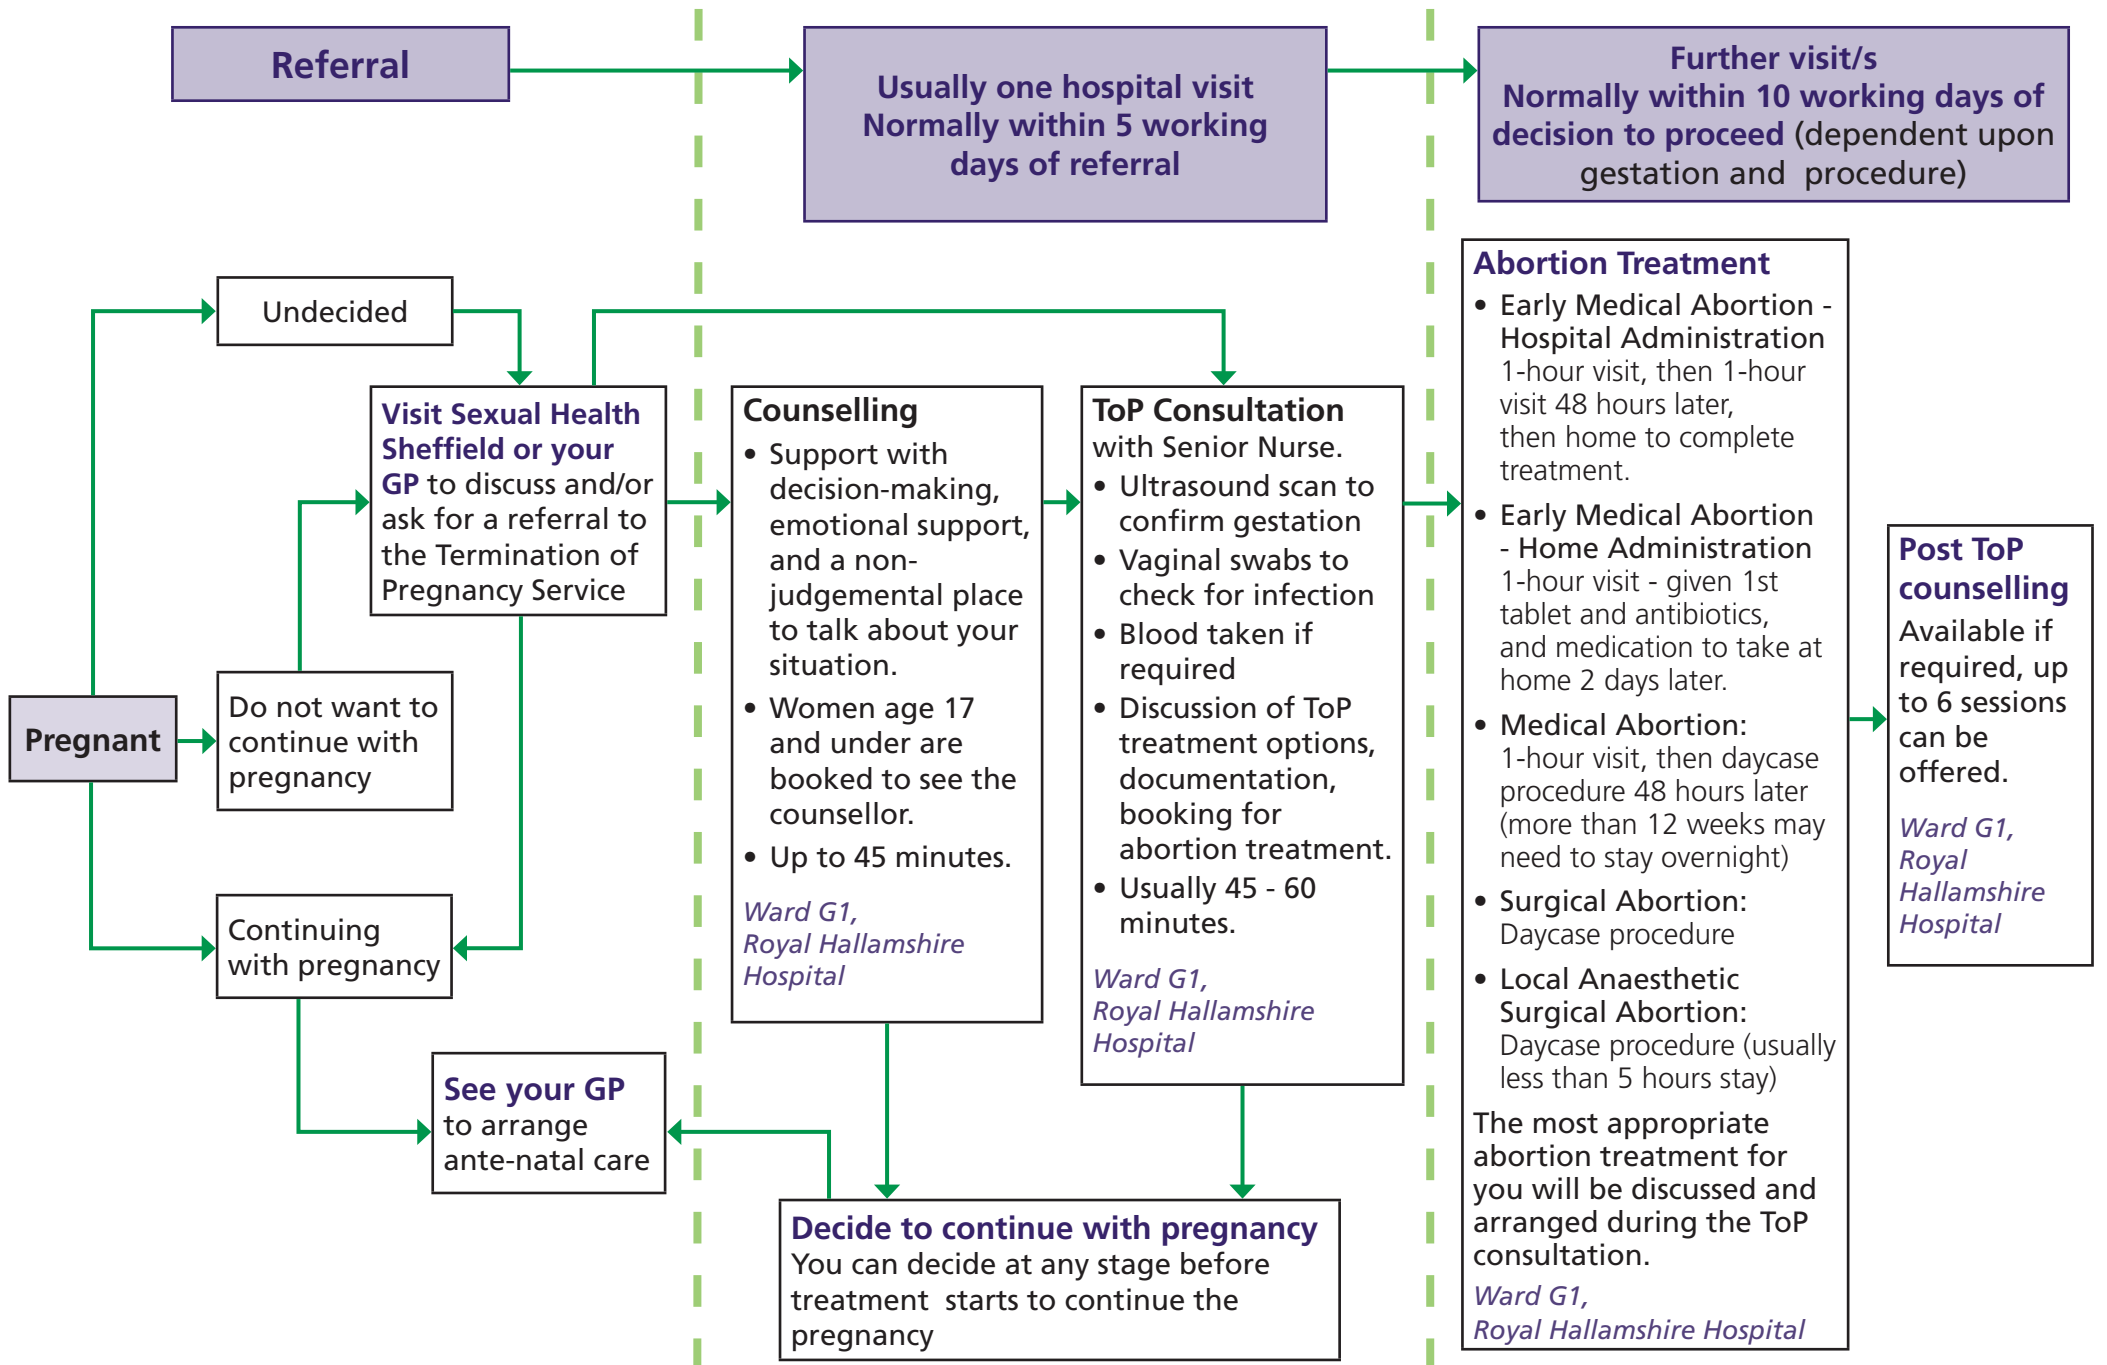 Referral
Usually one hospital visit
Normally within 5 working
days of referral
Further visit/s
Normally within 10 working days of
decision to proceed (dependent upon
gestation and procedure)
Undecided
Visit Sexual Health
Sheffield or your
GP to discuss and/or
ask for a referral to
the Termination of
Pregnancy Service
Pregnant
Do not want to
continue with
pregnancy
Continuing
with pregnancy
See your GP
to arrange
ante-natal care
Counselling
• Support with
decision-making,
emotional support,
and a non-
judgemental place
to talk about your
situation.
• Women age 17
and under are
booked to see the
counsellor.
• Up to 45 minutes.
Ward G1,
Royal Hallamshire
Hospital
ToP Consultation
with Senior Nurse.
• Ultrasound scan to
confirm gestation
• Vaginal swabs to
check for infection
• Blood taken if
required
• Discussion of ToP
treatment options,
documentation,
booking for
abortion treatment.
• Usually 45 - 60
minutes.
Ward G1,
Royal Hallamshire
Hospital
Decide to continue with pregnancy
You can decide at any stage before
treatment starts to continue the
pregnancy
Abortion Treatment
• Early Medical Abortion -
Hospital Administration
1-hour visit, then 1-hour
visit 48 hours later,
then home to complete
treatment.
• Early Medical Abortion
- Home Administration
1-hour visit - given 1st
tablet and antibiotics,
and medication to take at
home 2 days later.
• Medical Abortion:
1-hour visit, then daycase
procedure 48 hours later
(more than 12 weeks may
need to stay overnight)
• Surgical Abortion:
Daycase procedure
• Local Anaesthetic
Surgical Abortion:
Daycase procedure (usually
less than 5 hours stay)
The most appropriate
abortion treatment for
you will be discussed and
arranged during the ToP
consultation.
Ward G1,
Royal Hallamshire Hospital
Post ToP
counselling
Available if
required, up
to 6 sessions
can be
offered.
Ward G1,
Royal
Hallamshire
Hospital